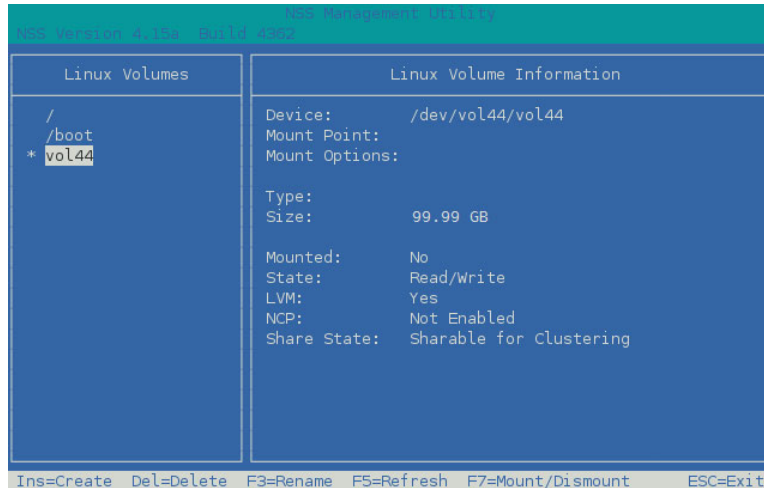 NSS Management Utility
NSS Version 4.15a Build 4362
Linux Volumes
/
/boot
* vol44
Linux Volume Information
Device: /dev/vol44/vol44
Mount Point:
Mount Options:
Type:
Size: 99.99 GB
Mounted: No
State: Read/Write
LVM: Yes
NCP: Not Enabled
Share State: Sharable for Clustering
Ins=Create Del=Delete F3=Rename F5=Refresh F7=Mount/Dismount ESC=Exit